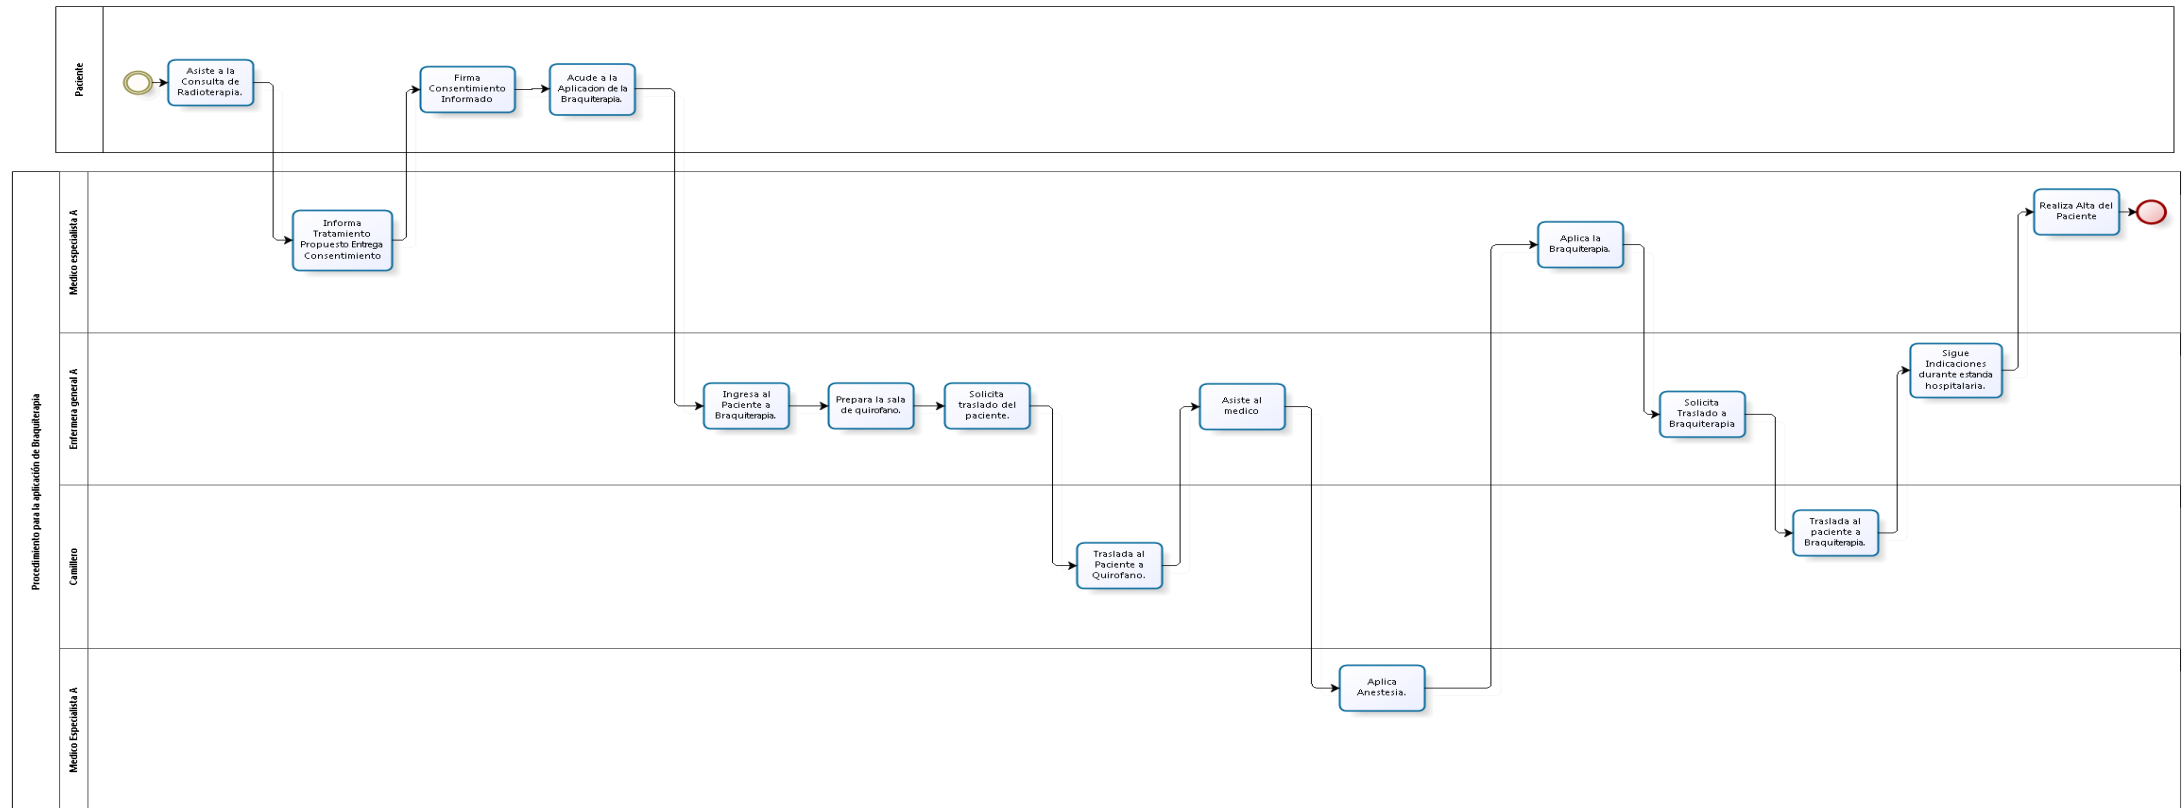 Paciente
Asiste a la
Consulta de
Radioterapia.
Firma
Consentimiento
Informado
Acude a la
Aplicacion de la
Braquiterapia.
Procedimiento para la aplicación de Braquiterapia
Medico especialista A
Informa
Tratamiento
Propuesto Entrega
Consentimiento
Aplica la
Braquiterapia.
Realiza Alta del
Paciente
Enfermera general A
Ingresa al
Paciente a
Braquiterapia.
Prepara la sala
de quirofano.
Solicita
traslado del
paciente.
Asiste al
medico
Solicita
Traslado a
Braquiterapia
Sigue
Indicaciones
durante estancia
hospitalaria.
Camillero
Traslada al
Paciente a
Quirofano.
Traslada al
paciente a
Braquiterapia.
Medico Especialista A
Aplica
Anestesia.